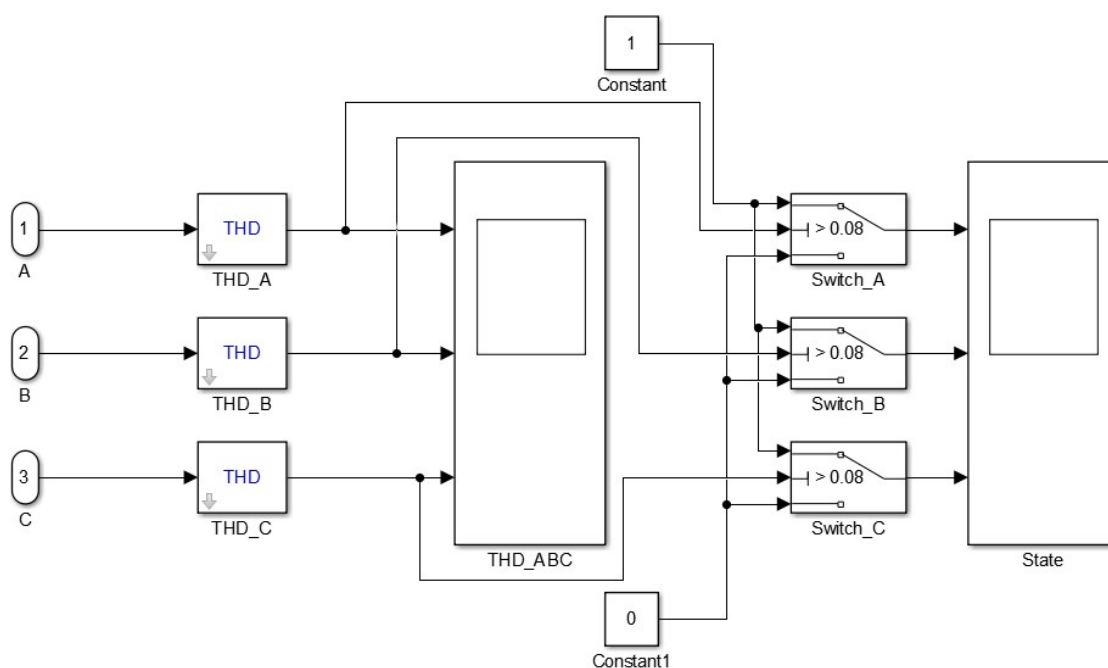 1
Constant
1
A
THD
THD_A
> 0.08
Switch_A
2
B
THD
THD_B
> 0.08
Switch_B
3
C
THD
THD_C
THD_ABC
> 0.08
Switch_C
State
0
Constant1